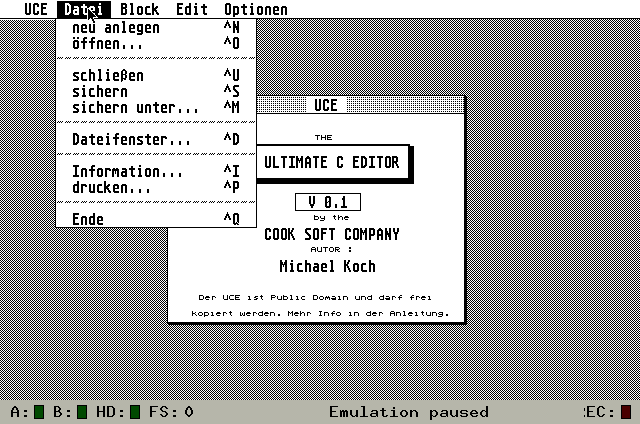 UCE Datei Block Edit Optionen
neu anlegen ^N
öffnen... ^O
schließen ^U
sichern ^S
sichern unter... ^M
Dateifenster... ^D
Information... ^I
drucken... ^P
Ende ^Q
UCE
THE
ULTIMATE C EDITOR
V 0.1
by the
COOK SOFT COMPANY
AUTOR :
Michael Koch
Der UCE ist Public Domain und darf frei
kopiert werden. Mehr Info in der Anleitung.
A: B: HD: FS: 0 Emulation paused :EC: